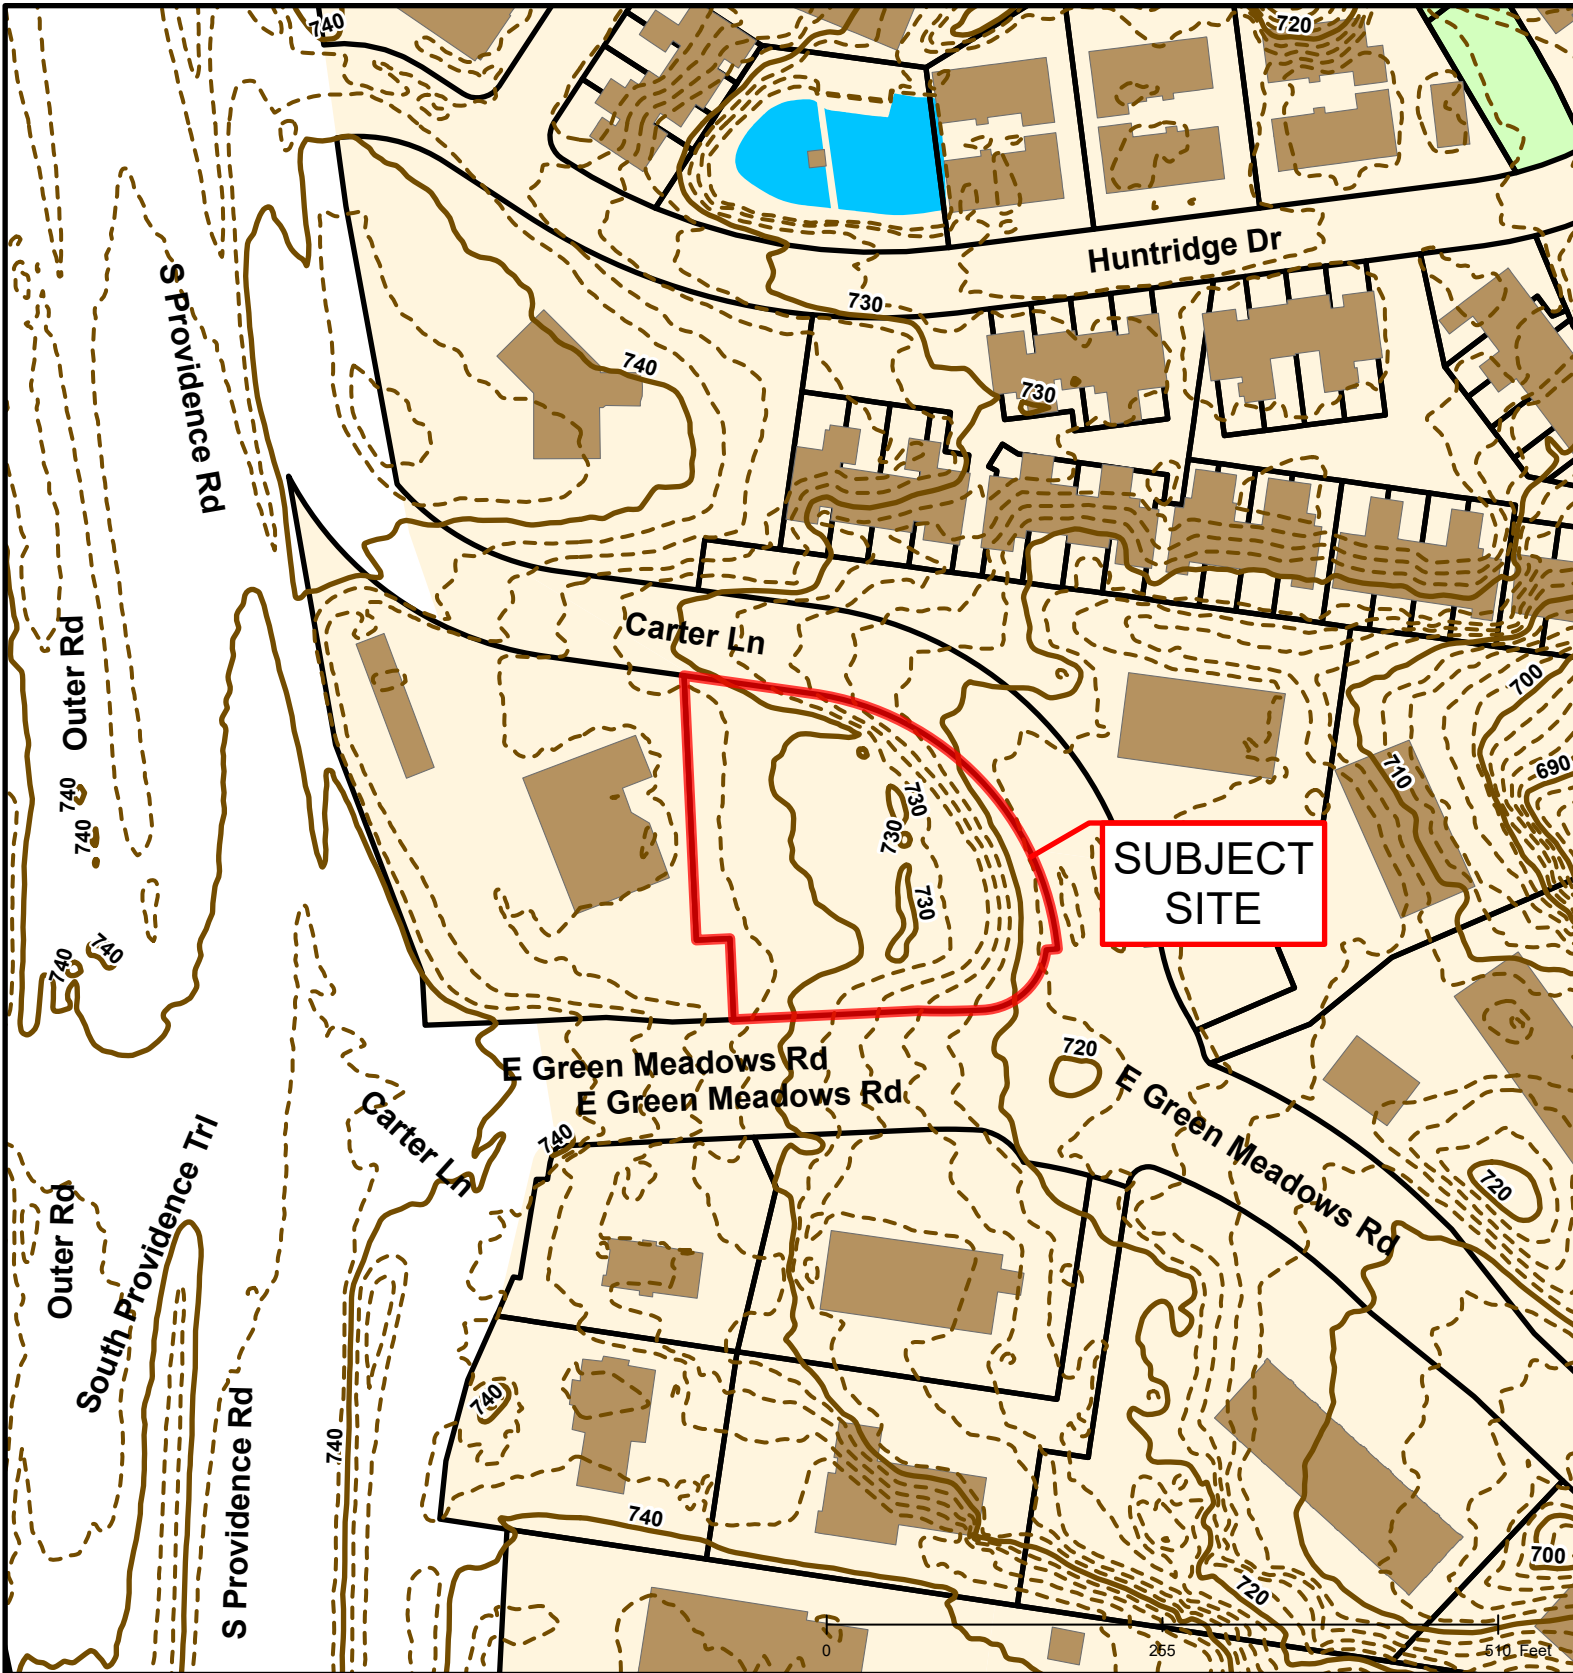 740
720
Huntridge Dr
S Providence Rd
730
740
730
Carter Ln
Outer Rd
700
690
710
740
740
730
730
730
SUBJECT
SITE
740
740
E Green Meadows Rd
E Green Meadows Rd
720
E Green Meadows Rd
Carter Ln
740
720
South Providence Trl
Outer Rd
740
740
S Providence Rd
740
700
720
0
255
510 Feet